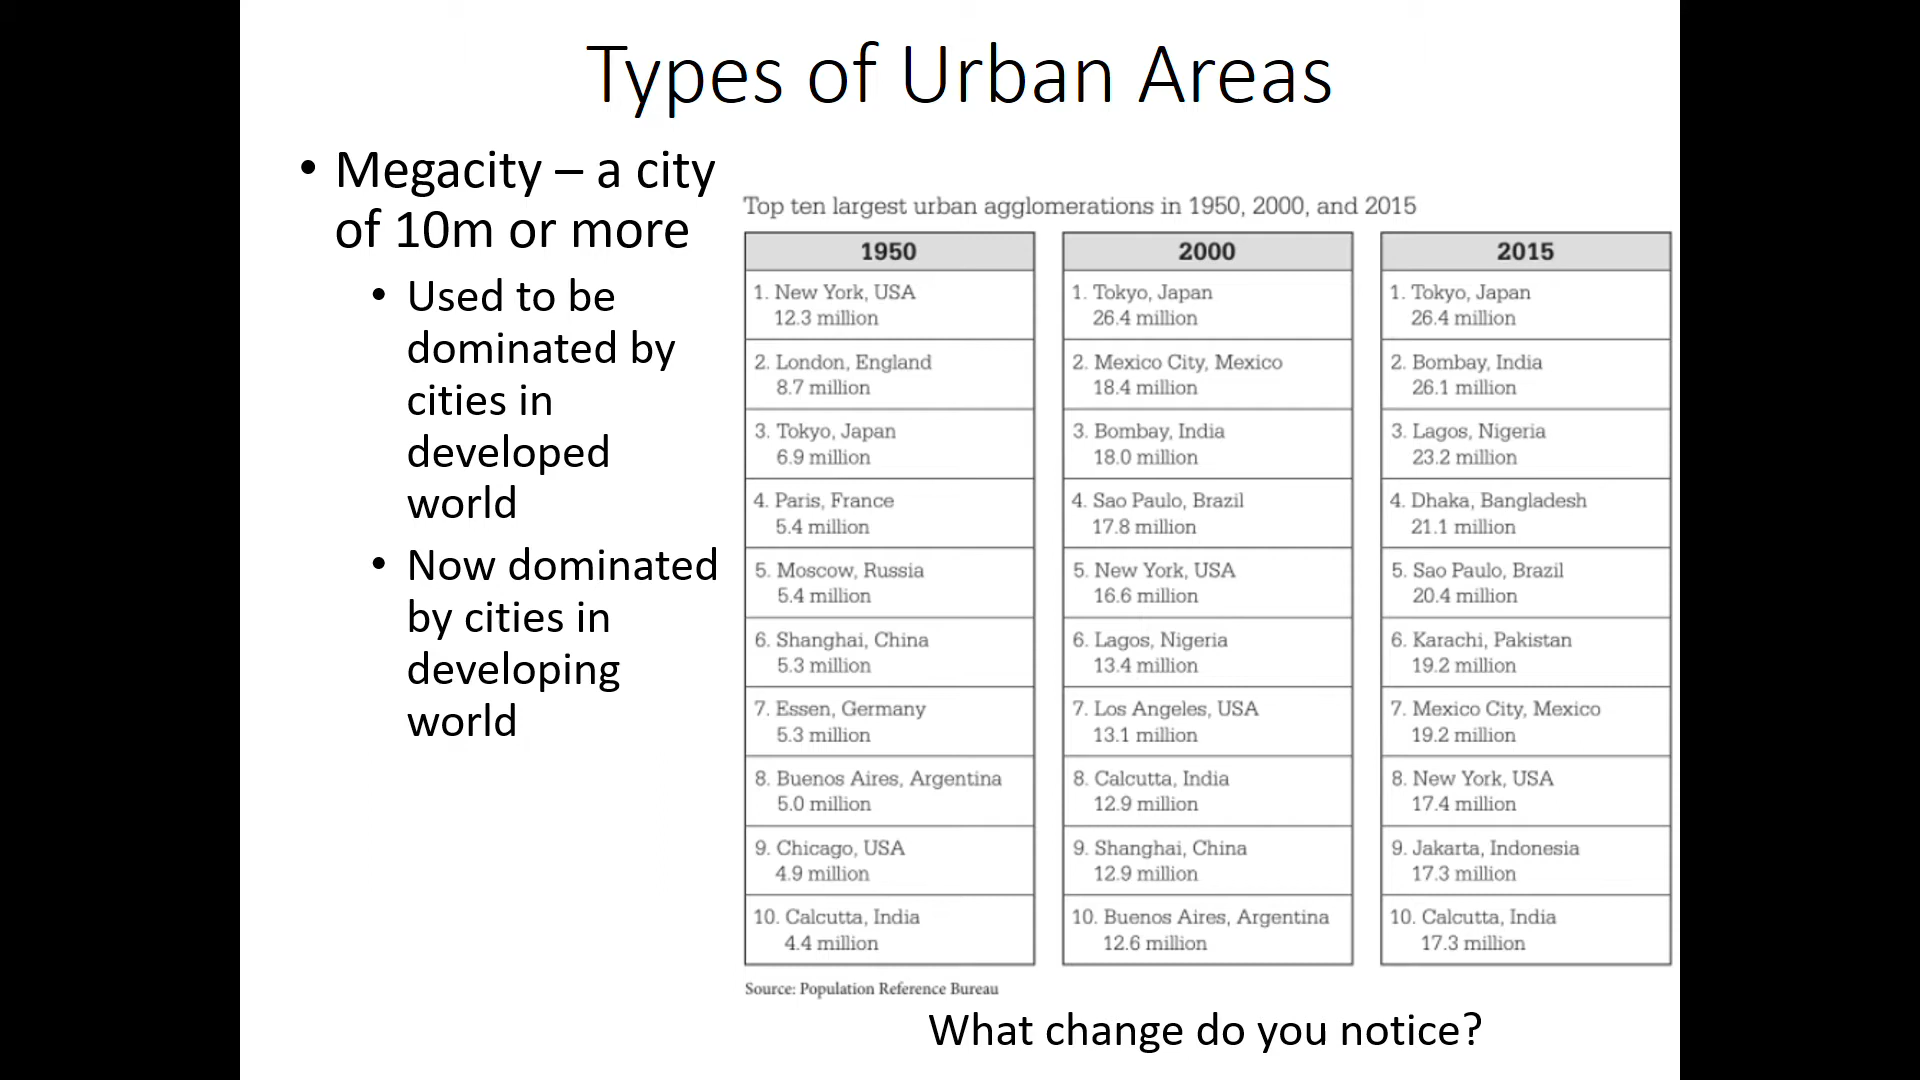 Types of Urban Areas
• Megacity – a city
of 10m or more
• Used to be
dominated by
cities in
developed
world
• Now dominated
by cities in
developing
world
Top ten largest urban agglomerations in 1950, 2000, and 2015
1950
1. New York, USA
12.3 million
2. London, England
8.7 million
3. Tokyo, Japan
6.9 million
4. Paris, France
5.4 million
5. Moscow, Russia
5.4 million
6. Shanghai, China
5.3 million
7. Essen, Germany
5.3 million
8. Buenos Aires, Argentina
5.0 million
9. Chicago, USA
4.9 million
10. Calcutta, India
4.4 million
2000
1. Tokyo, Japan
26.4 million
2. Mexico City, Mexico
18.4 million
3. Bombay, India
18.0 million
4. Sao Paulo, Brazil
17.8 million
5. New York, USA
16.6 million
6. Lagos, Nigeria
13.4 million
7. Los Angeles, USA
13.1 million
8. Calcutta, India
12.9 million
9. Shanghai, China
12.9 million
10. Buenos Aires, Argentina
12.6 million
2015
1. Tokyo, Japan
26.4 million
2. Bombay, India
26.1 million
3. Lagos, Nigeria
23.2 million
4. Dhaka, Bangladesh
21.1 million
5. Sao Paulo, Brazil
20.4 million
6. Karachi, Pakistan
19.2 million
7. Mexico City, Mexico
19.2 million
8. New York, USA
17.4 million
9. Jakarta, Indonesia
17.3 million
10. Calcutta, India
17.3 million
Source: Population Reference Bureau
What change do you notice?